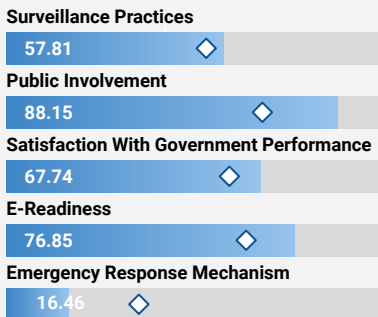 Surveillance Practices
57.81
Public Involvement
88.15
Satisfaction With Government Performance
67.74
E-Readiness
76.85
Emergency Response Mechanism
16.46